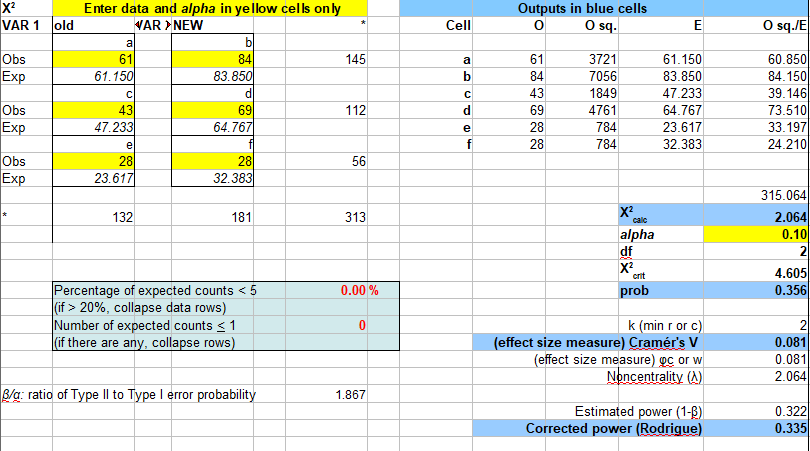 X² Enter data and alpha in yellow cells only Outputs in blue cells
VAR 1 old VAR NEW * Cell O O sq. E O sq./E
a b
Obs 61 84 145 a 61 3721 61.150 60.850
Exp 61.150 83.850 b 84 7056 83.850 84.150
c d c 43 1849 47.233 39.146
Obs 43 69 112 d 69 4761 64.767 73.510
Exp 47.233 64.767 e 28 784 23.617 33.197
e f f 28 784 32.383 24.210
Obs 28 28 56
Exp 23.617 32.383
315.064
* 132 181 313 X² calc 2.064
alpha 0.10
df 2
X² crit 4.605
Percentage of expected counts < 5 0.00 % prob 0.356
(if > 20%, collapse data rows)
Number of expected counts ≤ 1 0 k (min r or c) 2
(if there are any, collapse rows) (effect size measure) Cramér's V 0.081
(effect size measure) φc or w 0.081
Noncentrality (λ) 2.064
β/α: ratio of Type II to Type I error probability 1.867
Estimated power (1-β) 0.322
Corrected power (Rodrigue) 0.335